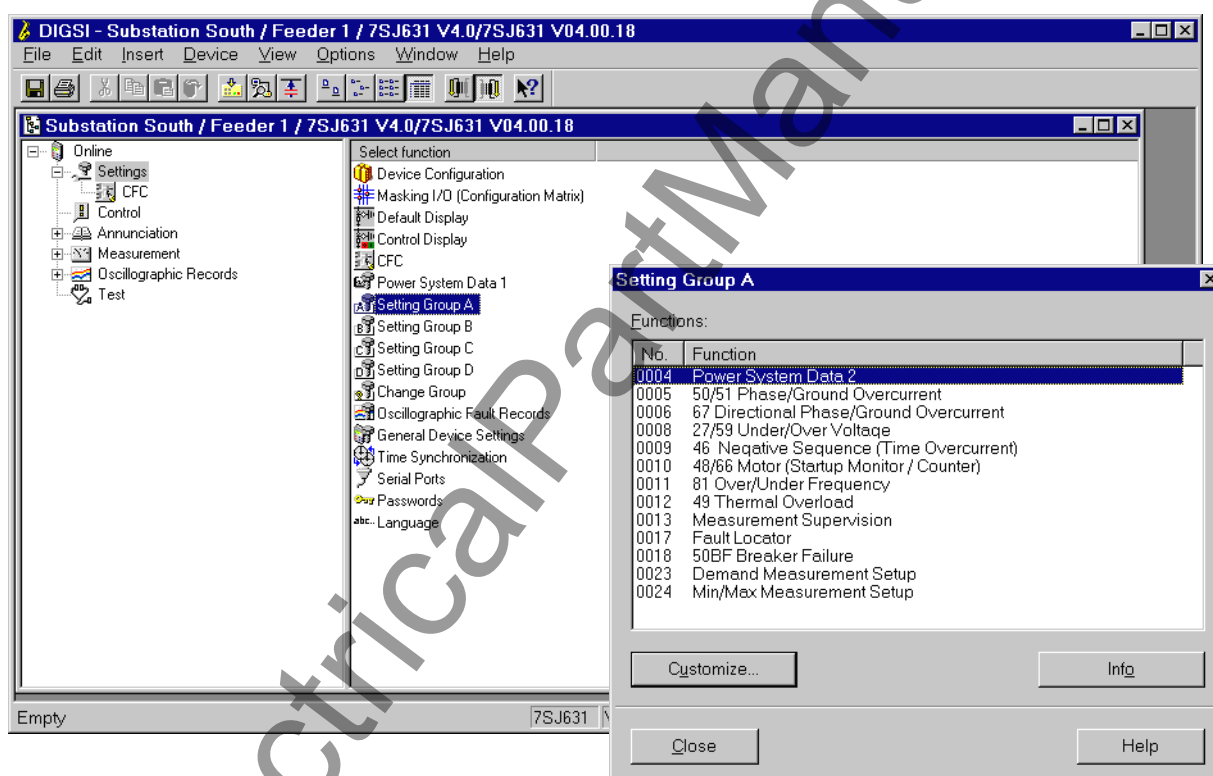 DIGSI - Substation South / Feeder 1 / 7SJ631 V4.0/7SJ631 V04.00.18
File Edit Insert Device View Options Window Help
Substation South / Feeder 1 / 7SJ631 V4.0/7SJ631 V04.00.18
Online
Settings
CFC
Control
Annunciation
Measurement
Oscillographic Records
Test
Select function
Device Configuration
Masking I/O (Configuration Matrix)
Default Display
Control Display
CFC
Power System Data 1
Setting Group A
Setting Group B
Setting Group C
Setting Group D
Change Group
Oscillographic Fault Records
General Device Settings
Time Synchronization
Serial Ports
Passwords
Language
Empty
7SJ631
Setting Group A
Functions:
No. Function
0004 Power System Data 2
0005 50/51 Phase/Ground Overcurrent
0006 67 Directional Phase/Ground Overcurrent
0008 27/59 Under/Over Voltage
0009 46 Negative Sequence (Time Overcurrent)
0010 48/66 Motor (Startup Monitor / Counter)
0011 81 Over/Under Frequency
0012 49 Thermal Overload
0013 Measurement Supervision
0017 Fault Locator
0018 50BF Breaker Failure
0023 Demand Measurement Setup
0024 Min/Max Measurement Setup
Customize...
Info
Close
Help
ctricalPartMan